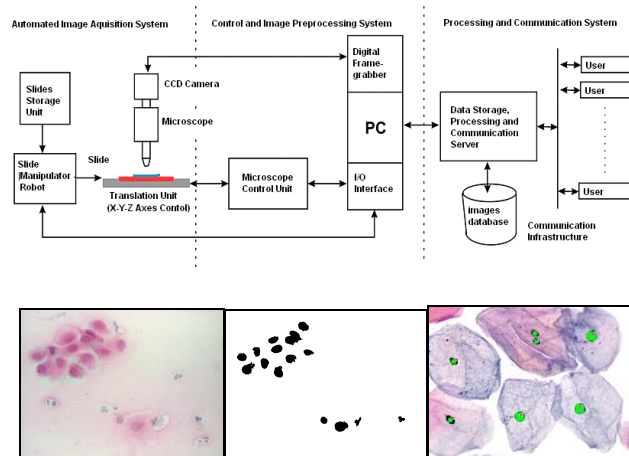 Automated Image Aquisition System
Control and Image Preprocessing System
Processing and Communication System
Slides
Storage
Unit
Slide
|Manipulator
Robot
Slide
CCD Camera
Microscope
Translation Unit
(X-Y-Z Axes Contol)
Microscope
Control Unit
Digital
Frame-
grabber
PC
I/O
Interface
Data Storage,
Processing and
Communication
Server
images
database
User
User
User
Communication
Infrastructure